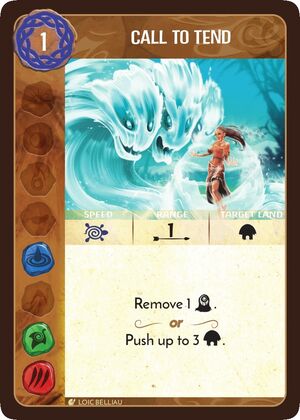 1
CALL TO TEND
SPEED RANGE TARGET LAND
1
Remove 1 .
or
Push up to 3 .
LOIC BELLIAU